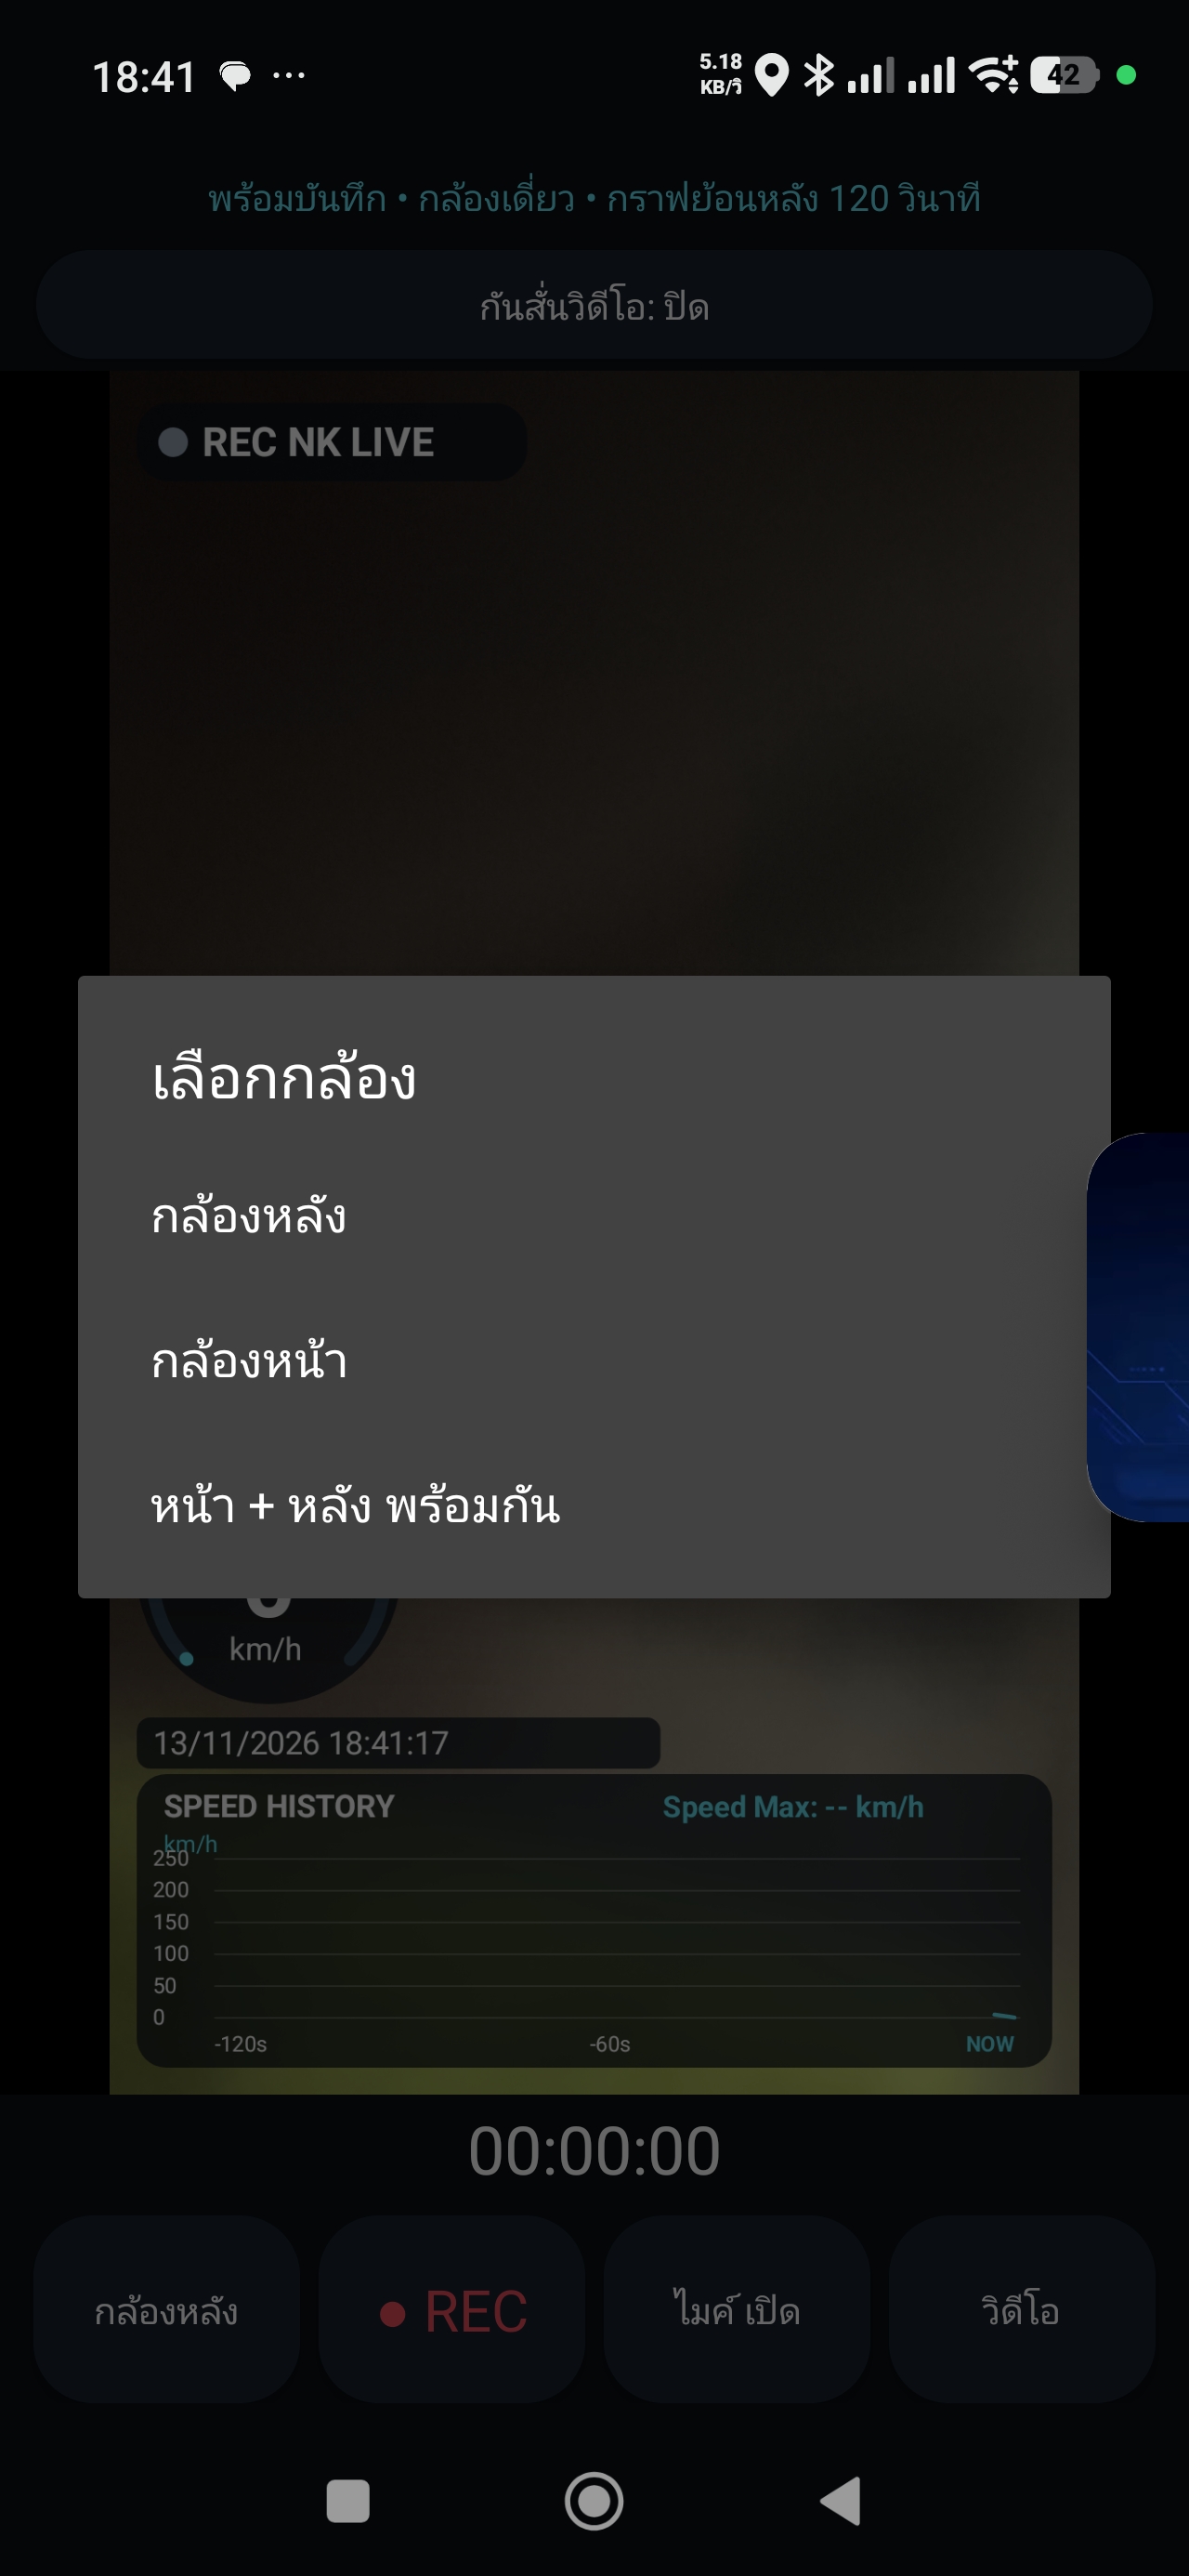 18:41
5.18
KB/วิ
42
พร้อมบันทึก • กล้องเดี่ยว • กราฟย้อนหลัง 120 วินาที
กันสั่นวิดีโอ: ปิด
REC NK LIVE
เลือกกล้อง
กล้องหลัง
กล้องหน้า
หน้า + หลัง พร้อมกัน
km/h
13/11/2026 18:41:17
SPEED HISTORY Speed Max: -- km/h
km/h
250
200
150
100
50
0
-120s -60s NOW
00:00:00
กล้องหลัง ● REC ไมค์ เปิด วิดีโอ